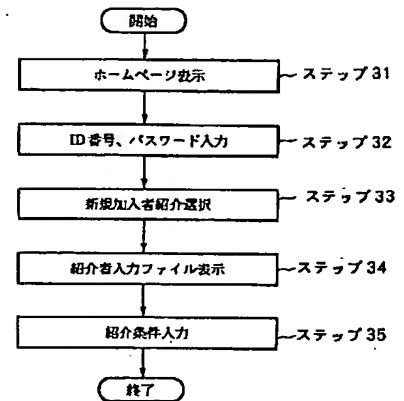 開始
ホームページ表示
ステップ31
ID番号、パスワード入力
ステップ32
新規加入者紹介選択
ステップ33
紹介者入力ファイル表示
ステップ34
紹介条件入力
ステップ35
終了